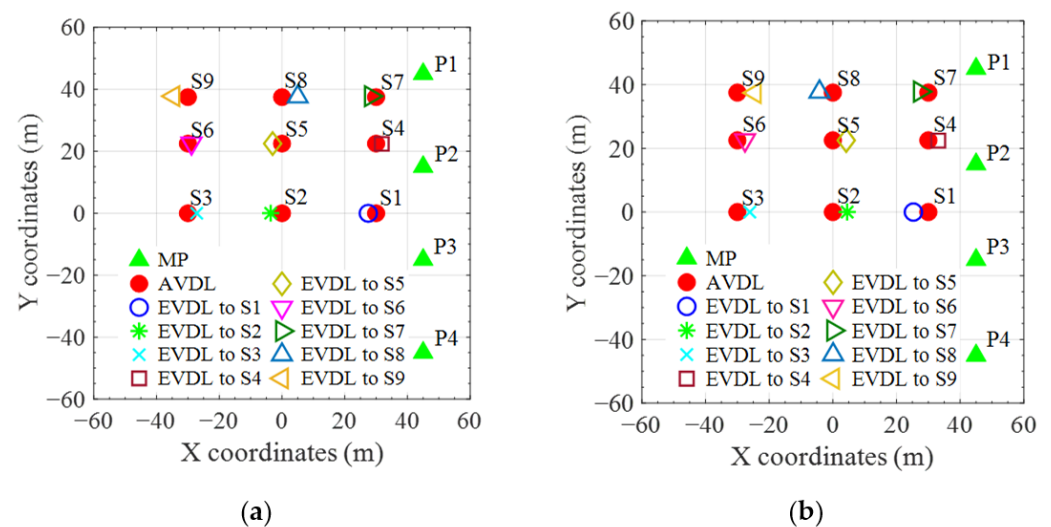 60
40
20
0
−20
−40
−60
−60
−40
−20
0
20
40
60
Y coordinates (m)
X coordinates (m)
P1
S9
S8
S7
S6
S5
S4
P2
S3
S2
S1
P3
P4
MP
AVDL
EVDL to S1
EVDL to S2
EVDL to S3
EVDL to S4
EVDL to S5
EVDL to S6
EVDL to S7
EVDL to S8
EVDL to S9
(a)
60
40
20
0
−20
−40
−60
−60
−40
−20
0
20
40
60
Y coordinates (m)
X coordinates (m)
P1
S9
S8
S7
S6
S5
S4
P2
S3
S2
S1
P3
P4
MP
AVDL
EVDL to S1
EVDL to S2
EVDL to S3
EVDL to S4
EVDL to S5
EVDL to S6
EVDL to S7
EVDL to S8
EVDL to S9
(b)